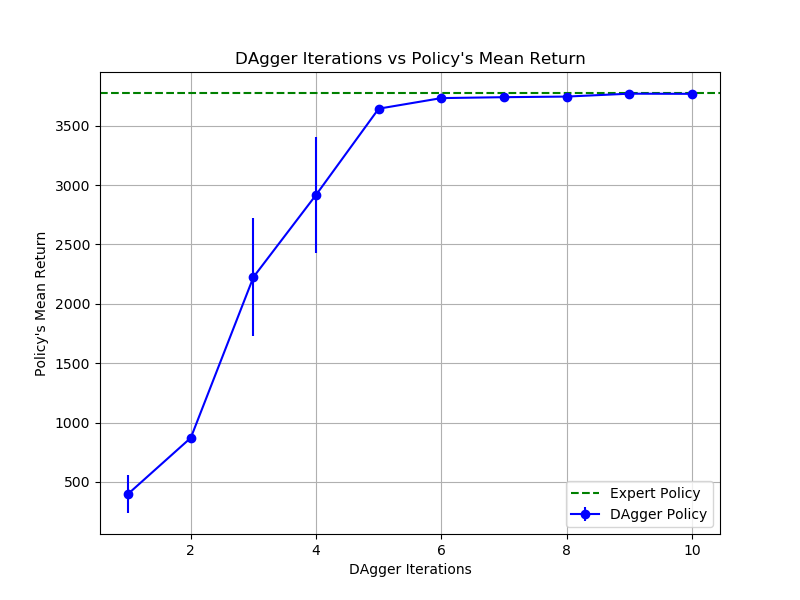 DAgger Iterations vs Policy's Mean Return
Policy's Mean Return
3500
3000
2500
2000
1500
1000
500
Expert Policy
DAgger Policy
2 4 6 8 10
DAgger Iterations